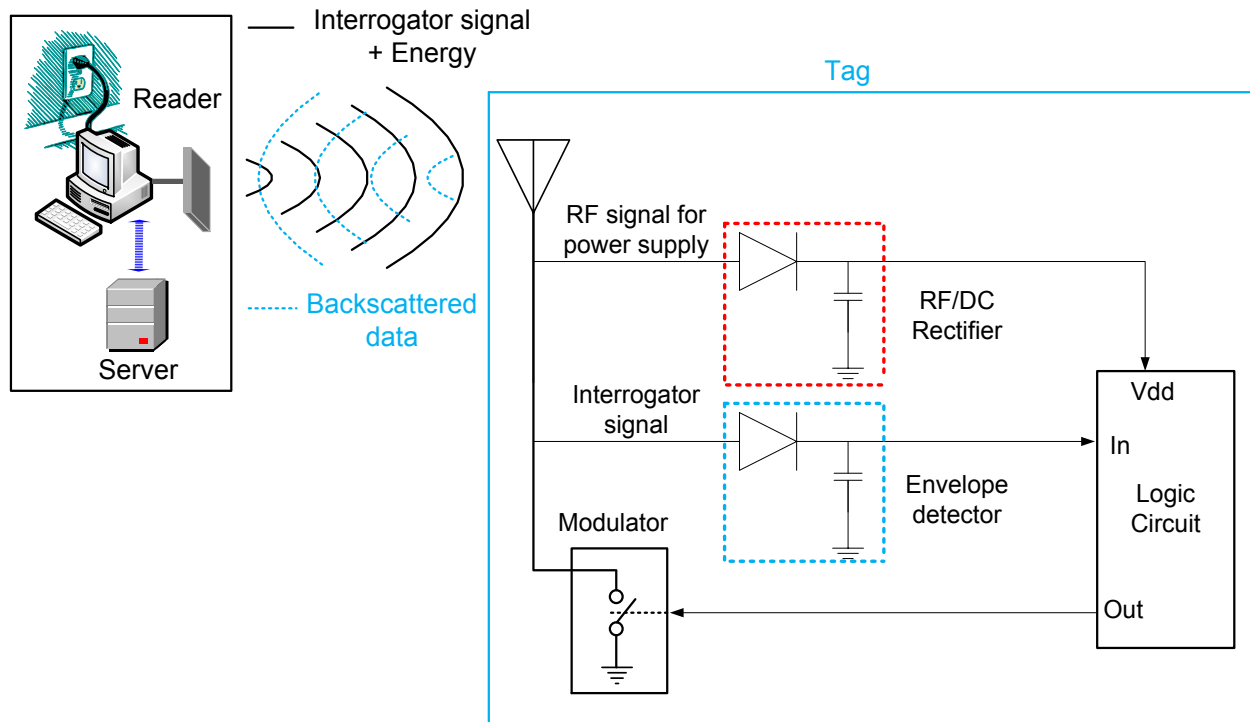 Interrogator signal
+ Energy
Reader
Server
Backscattered
data
Tag
RF signal for
power supply
RF/DC
Rectifier
Interrogator
signal
Envelope
detector
Modulator
Vdd
In
Logic
Circuit
Out